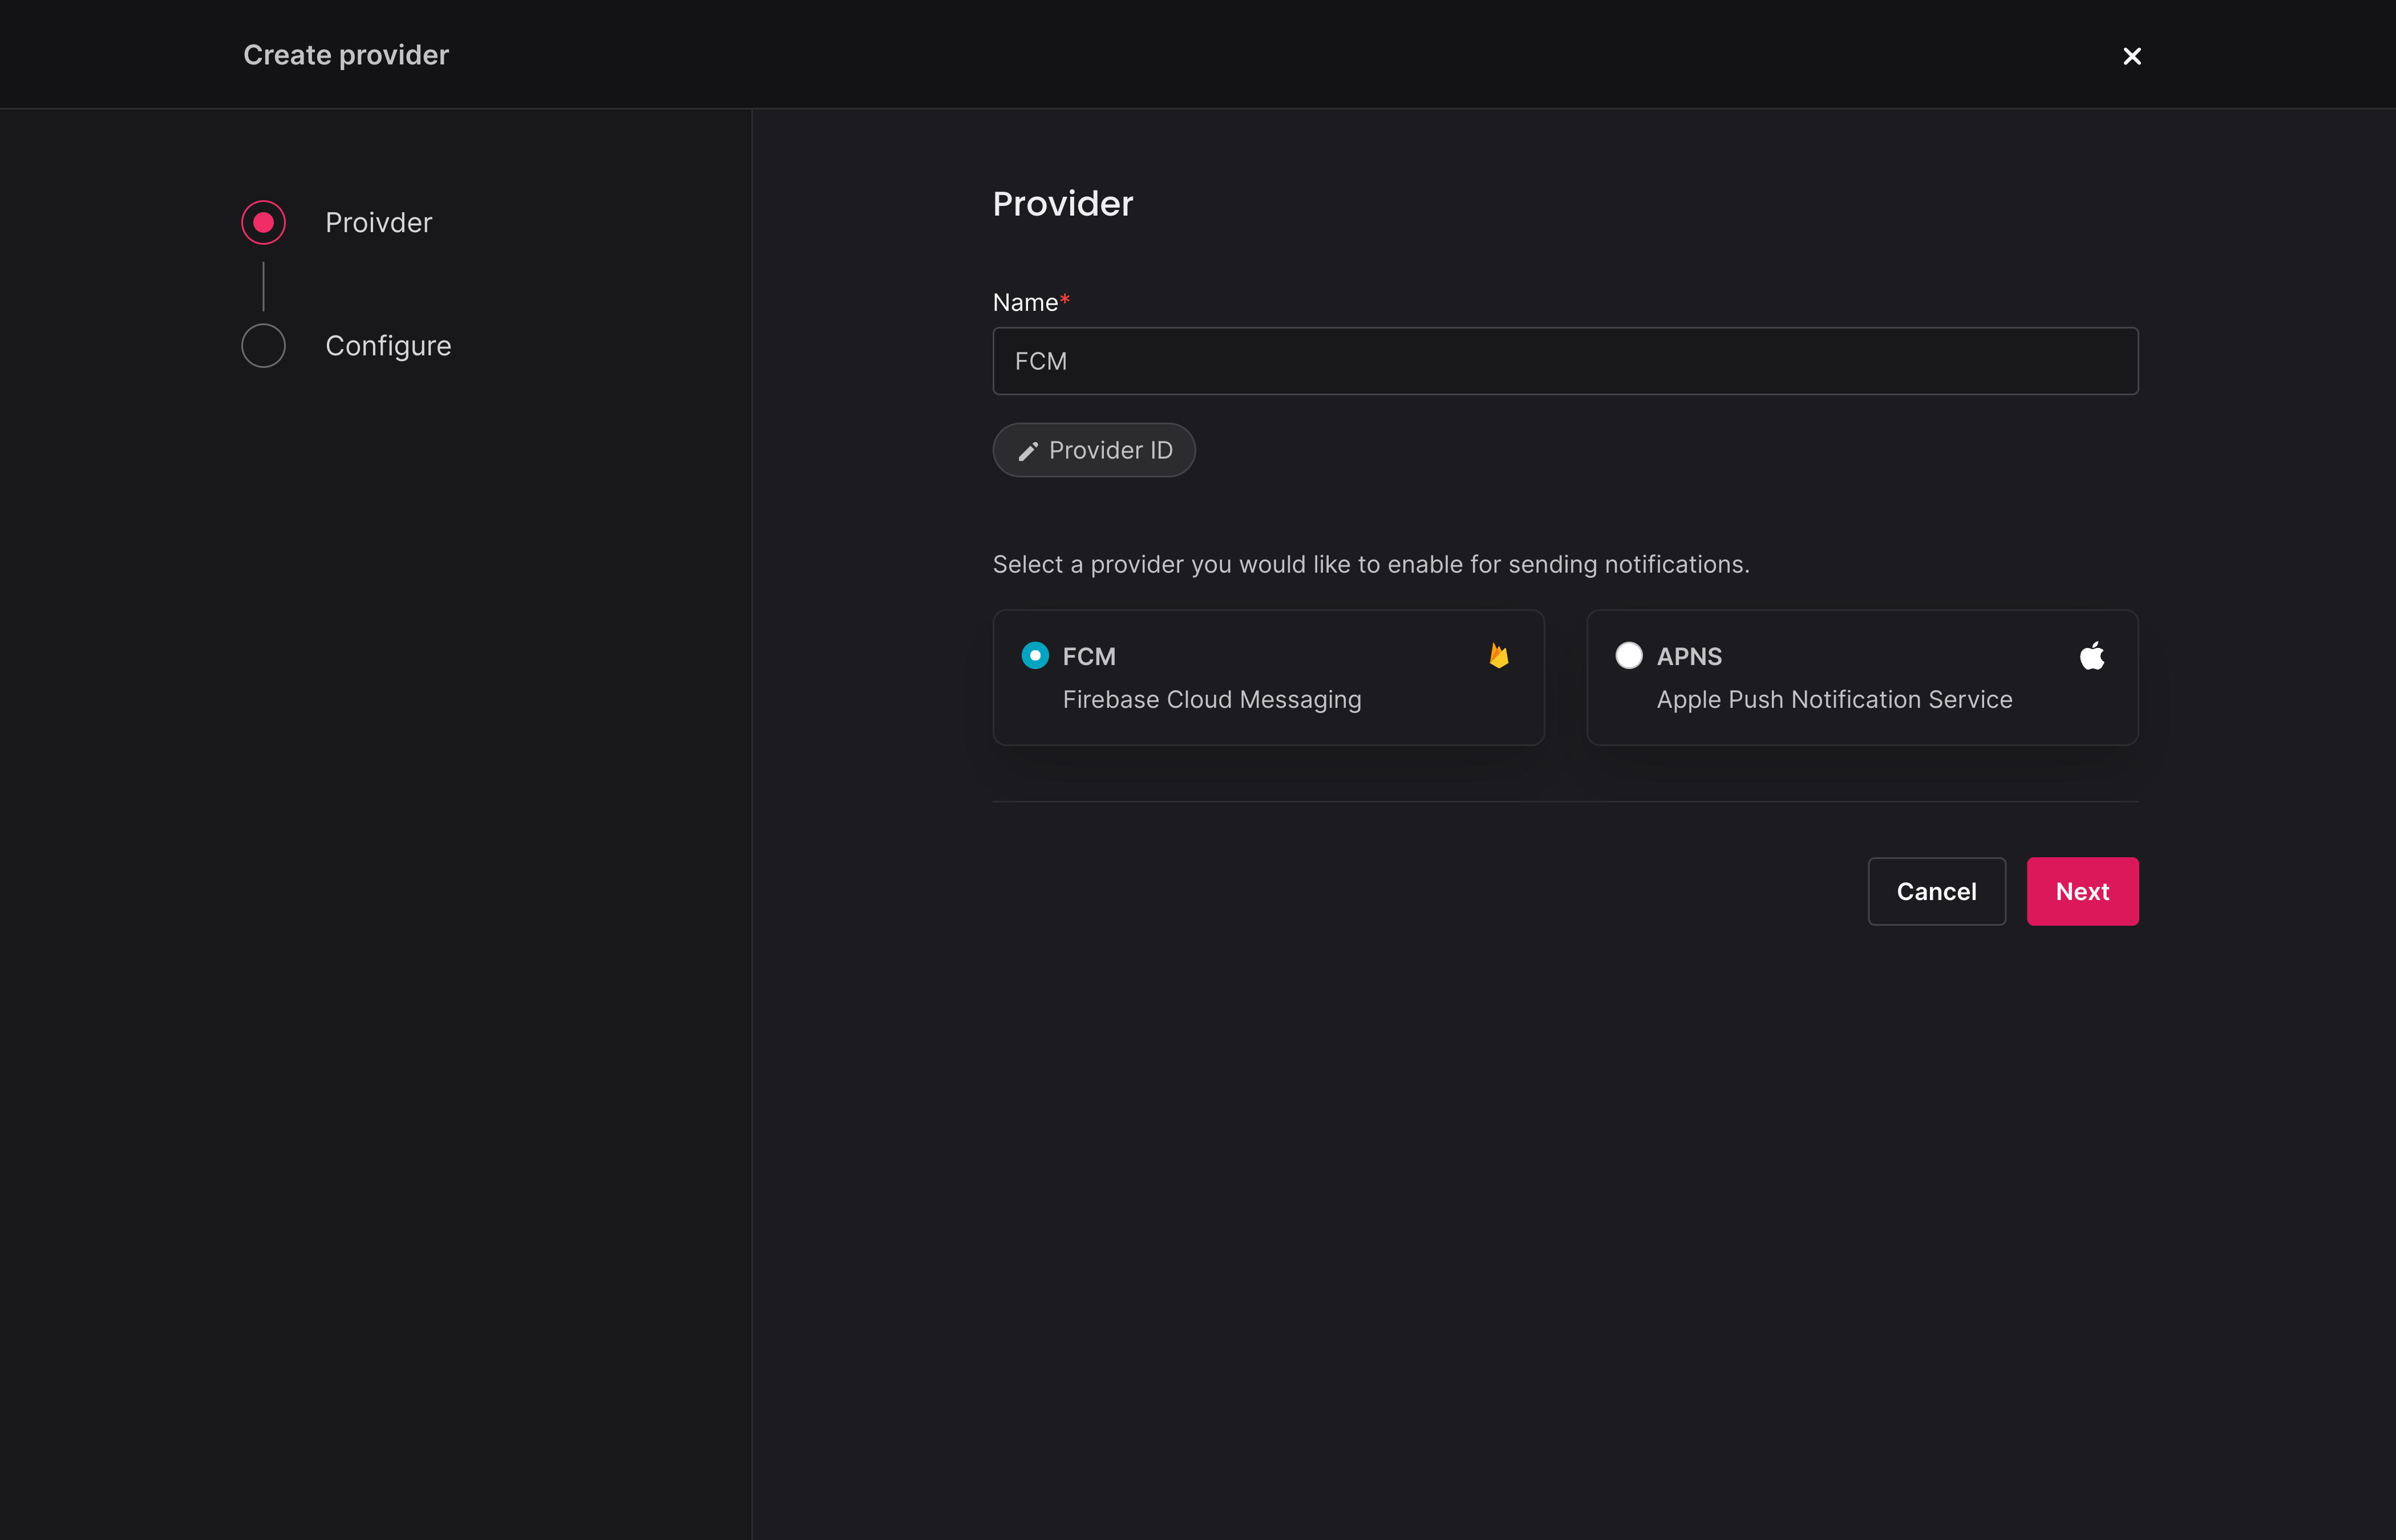 Create provider
Proivder
Configure
Provider
Name*
FCM
Provider ID
Select a provider you would like to enable for sending notifications.
FCM
Firebase Cloud Messaging
APNS
Apple Push Notification Service
Cancel
Next